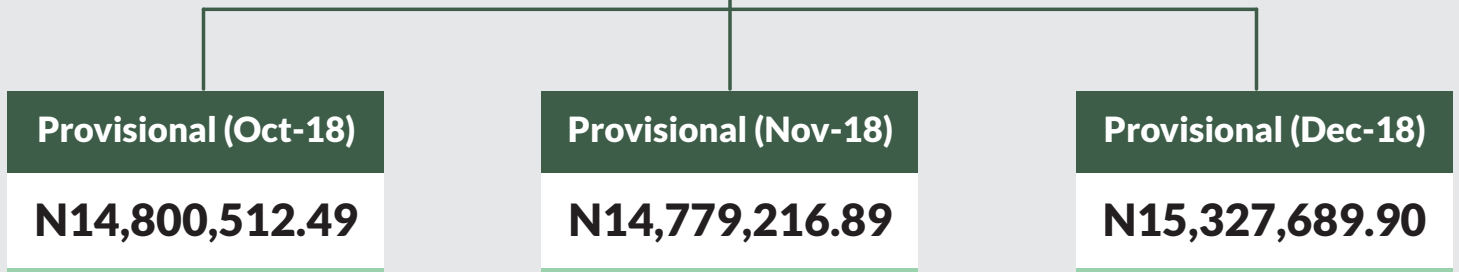 Provisional (Oct-18)
N14,800,512.49
Provisional (Nov-18)
N14,779,216.89
Provisional (Dec-18)
N15,327,689.90